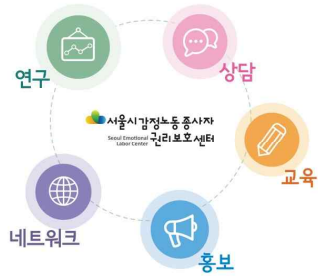 연구
상담
서울시감정노동종사자
Seoul Emotional
Labor Center
권리보호센터
교육
네트워크
홍보